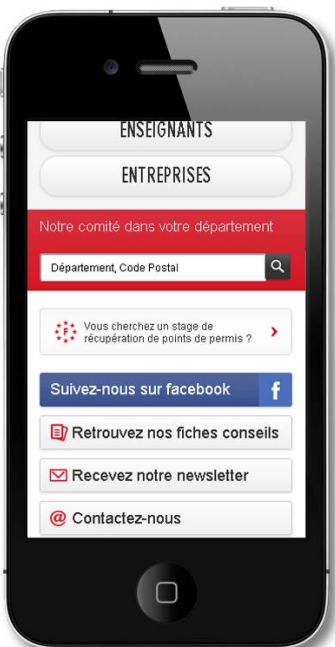 ENSEIGNANTS
ENTREPRISES
Notre comité dans votre département
Département, Code Postal
F
Vous cherchez un stage de
récupération de points de permis ?
Suivez-nous sur facebook
f
Retrouvez nos fiches conseils
Recevez notre newsletter
@ Contactez-nous